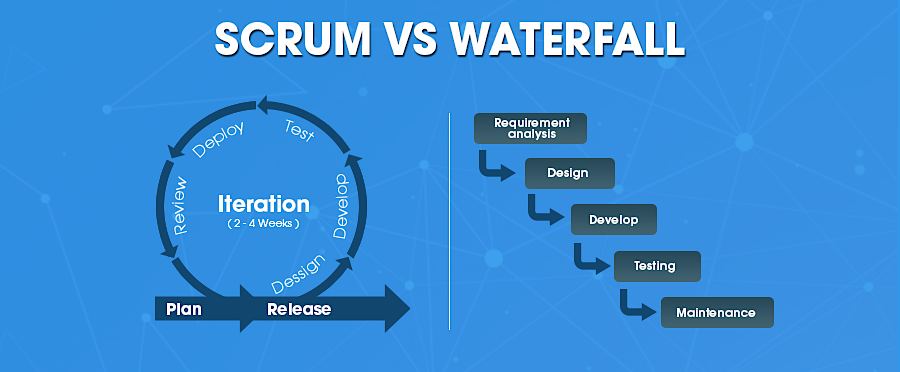 SCRUM VS WATERFALL
Deploy
Test
Review
Iteration
( 2 - 4 Weeks )
Develop
Dessign
Plan
Release
Requirement
analysis
Design
Develop
Testing
Maintenance